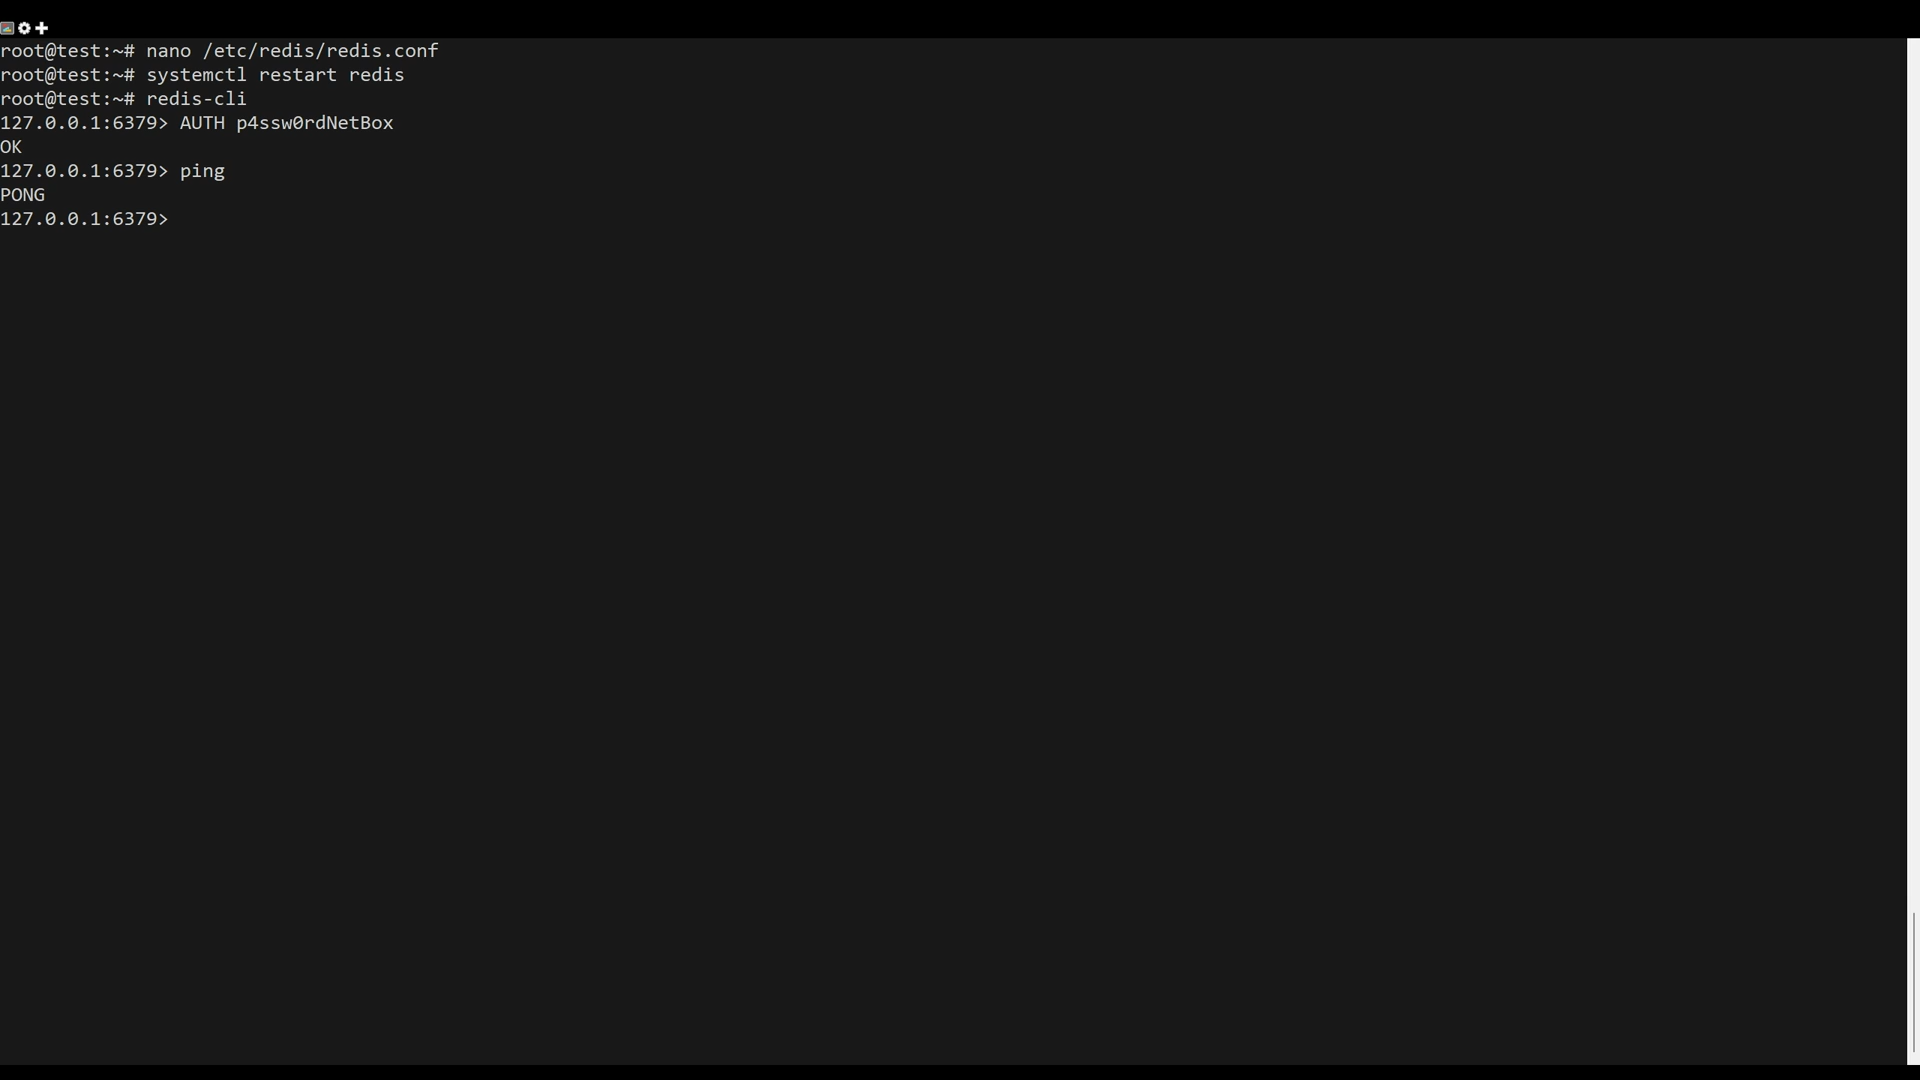 root@test:~# nano /etc/redis/redis.conf
root@test:~# systemctl restart redis
root@test:~# redis-cli
127.0.0.1:6379> AUTH p4ssw0rdNetBox
OK
127.0.0.1:6379> ping
PONG
127.0.0.1:6379>